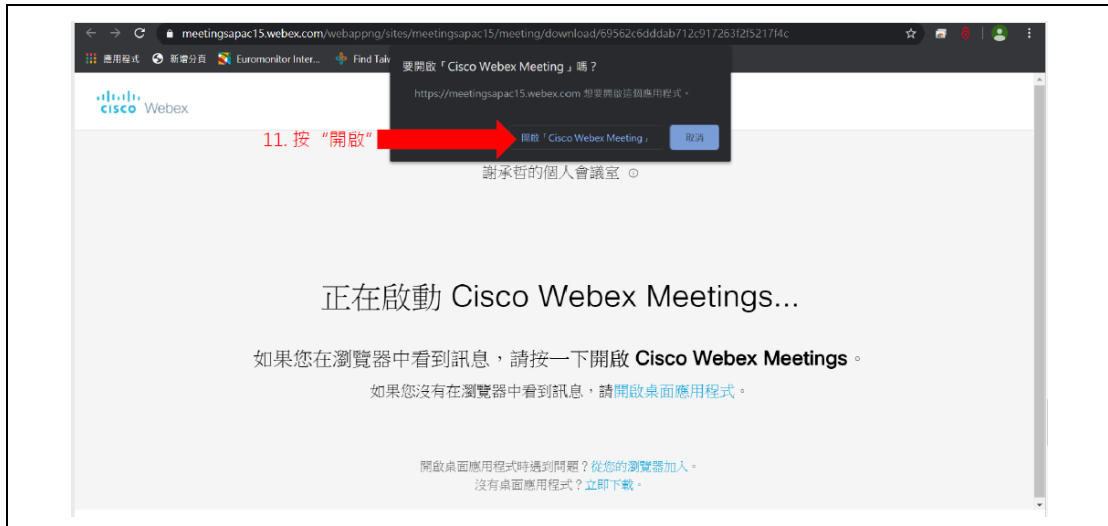 meetingsapac15.webex.com/webappng/sites/meetingsapac15/meeting/download/69562c6dddab712c917263f2f5217f4c
應用程式 新增分頁 Euromonitor Inter... Find Taiw
要開啟「Cisco Webex Meeting」嗎？
https://meetingsapac15.webex.com 想要開啟這個應用程式。
CISCO Webex
11. 按 “開啟” 開啟「Cisco Webex Meeting」 取消
謝承哲的個人會議室
正在啟動 Cisco Webex Meetings...
如果您在瀏覽器中看到訊息，請按一下開啟 Cisco Webex Meetings。
如果您沒有在瀏覽器中看到訊息，請開啟桌面應用程式。
開啟桌面應用程式時遇到問題？從您的瀏覽器加入。
沒有桌面應用程式？立即下載。